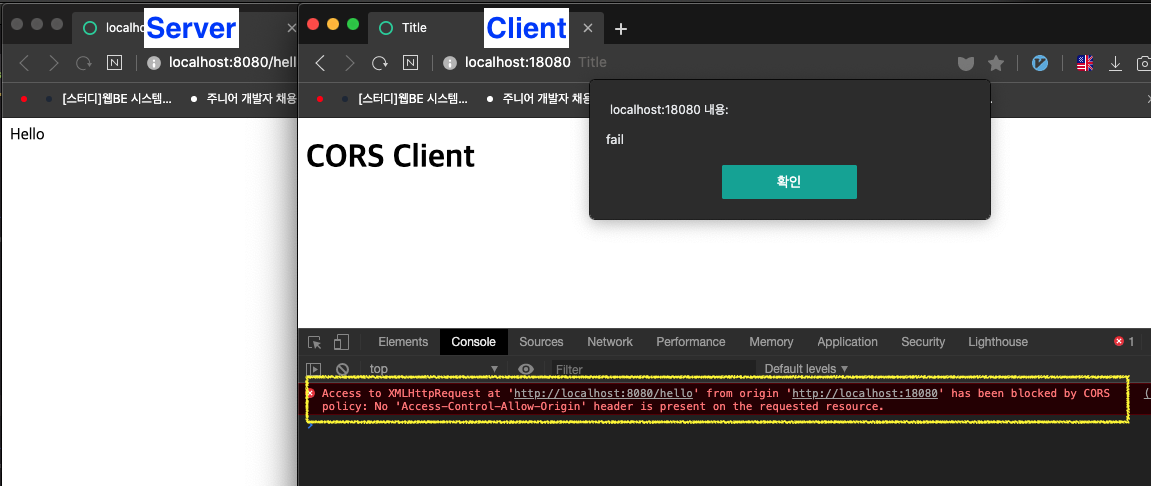 localho
Server
localhost:8080/hell
[스터디]웹BE 시스템...
주니어 개발자 채용
Hello
Title
Client
localhost:18080 Title
[스터디]웹BE 시스템...
주니어 개발자 채용
localhost:18080 내용:
fail
확인
CORS Client
Elements Console Sources Network Performance Memory Application Security Lighthouse 1
top Filter Default levels
Access to XMLHttpRequest at 'http://localhost:8080/hello' from origin 'http://localhost:18080' has been blocked by CORS
policy: No 'Access-Control-Allow-Origin' header is present on the requested resource.